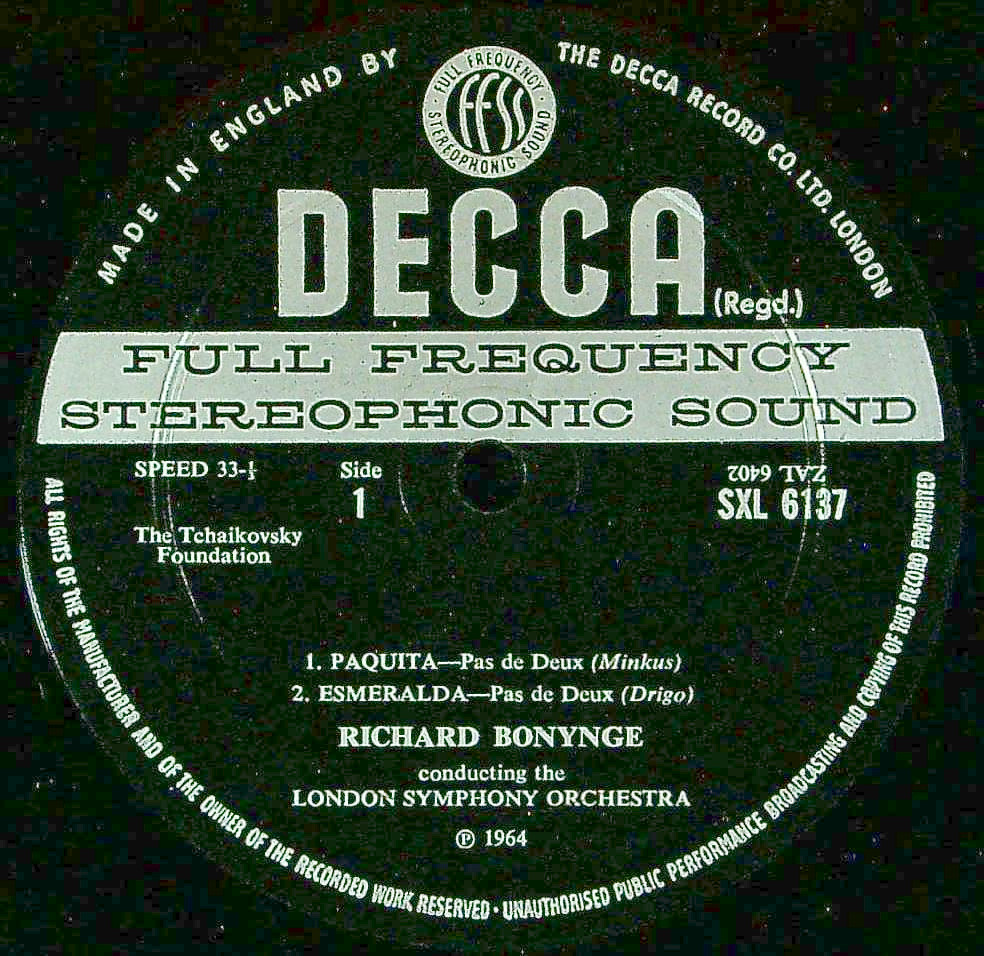 MADE IN ENGLAND BY
THE DECCA RECORD CO. LTD. LONDON
FULL FREQUENCY
FFSS
STEREOPHONIC SOUND
DECCA
(Regd.)
FULL FREQUENCY
STEREOPHONIC SOUND
SPEED 33-⅓
Side
1
ZAL 6402
SXL 6137
The Tchaikovsky
Foundation
1. PAQUITA—Pas de Deux (Minkus)
2. ESMERALDA—Pas de Deux (Drigo)
RICHARD BONYNGE
conducting the
LONDON SYMPHONY ORCHESTRA
℗ 1964
ALL RIGHTS OF THE MANUFACTURER AND OF THE OWNER OF THE RECORDED WORK RESERVED · UNAUTHORISED PUBLIC PERFORMANCE BROADCASTING AND COPYING OF THIS RECORD PROHIBITED